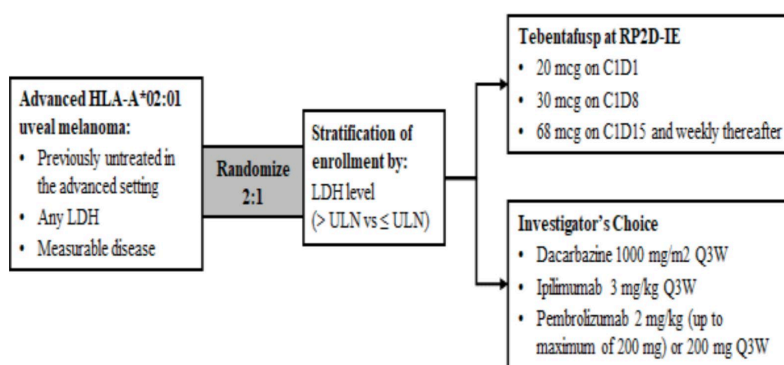 Advanced HLA-A*02:01
uveal melanoma:
• Previously untreated in
the advanced setting
• Any LDH
• Measurable disease
Randomize
2:1
Stratification of
enrollment by:
LDH level
(> ULN vs ≤ ULN)
Tebentafusp at RP2D-IE
• 20 mcg on C1D1
• 30 mcg on C1D8
• 68 mcg on C1D15 and weekly thereafter
Investigator's Choice
• Dacarbazine 1000 mg/m2 Q3W
• Ipilimumab 3 mg/kg Q3W
• Pembrolizumab 2 mg/kg (up to
maximum of 200 mg) or 200 mg Q3W